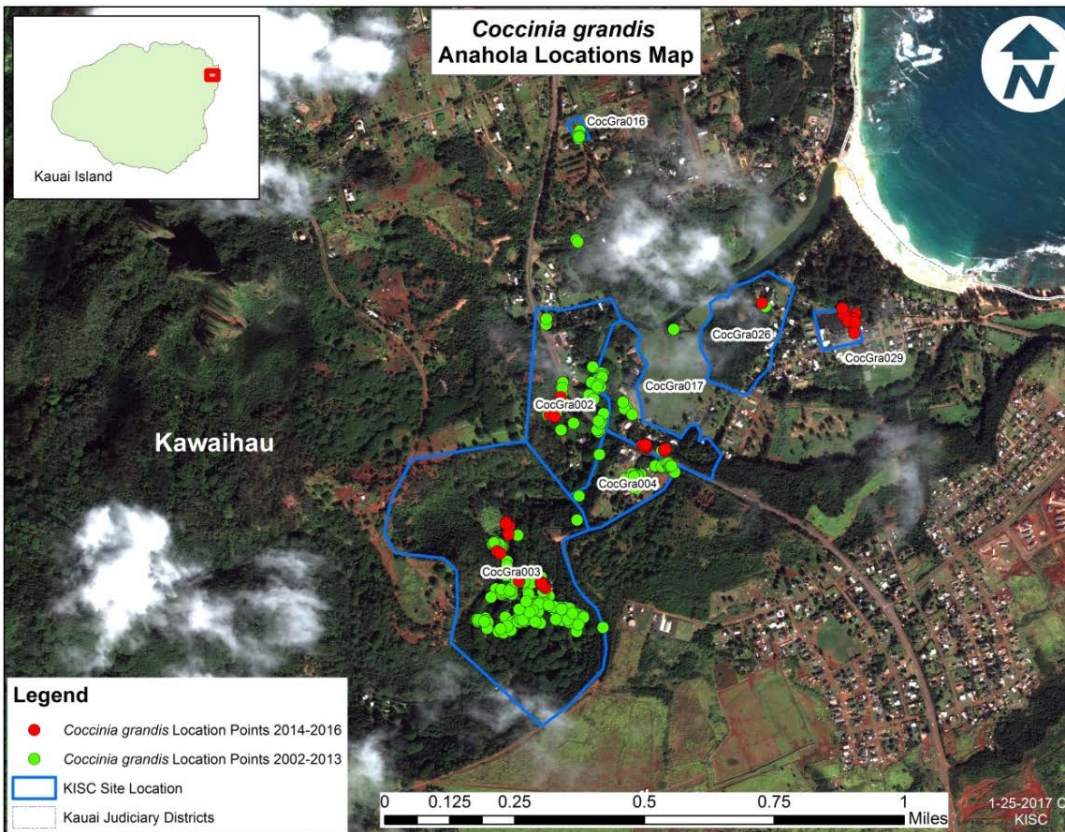 Coccinia grandis
Anahola Locations Map
N
Kauai Island
CocGra016
CocGra026
CocGra029
CocGra017
CocGra002
Kawaihau
CocGra004
CocGra003
Legend
Coccinia grandis Location Points 2014-2016
Coccinia grandis Location Points 2002-2013
KISC Site Location
Kauai Judiciary Districts
0 0.125 0.25 0.5 0.75 1
Miles
1-25-2017 C
KISC